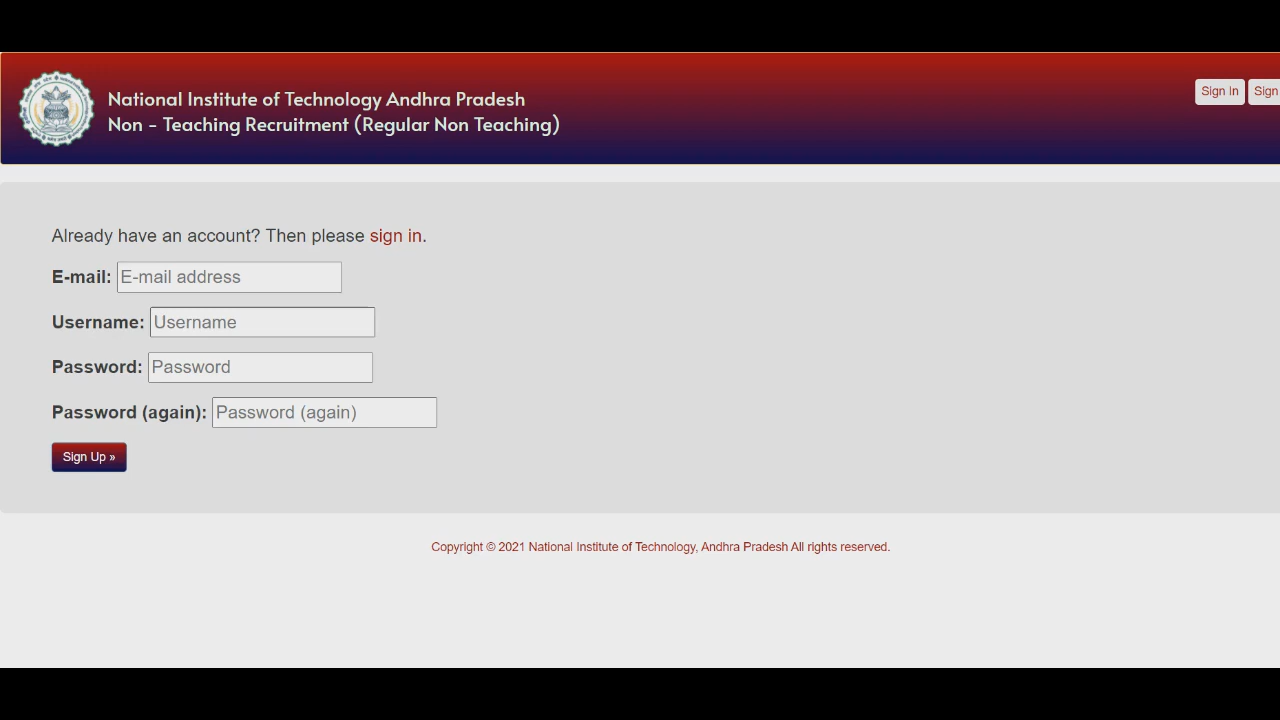 National Institute of Technology Andhra Pradesh
Non - Teaching Recruitment (Regular Non Teaching)
Sign In
Sign
Already have an account? Then please sign in.
E-mail: E-mail address
Username: Username
Password: Password
Password (again): Password (again)
Sign Up »
Copyright © 2021 National Institute of Technology, Andhra Pradesh All rights reserved.